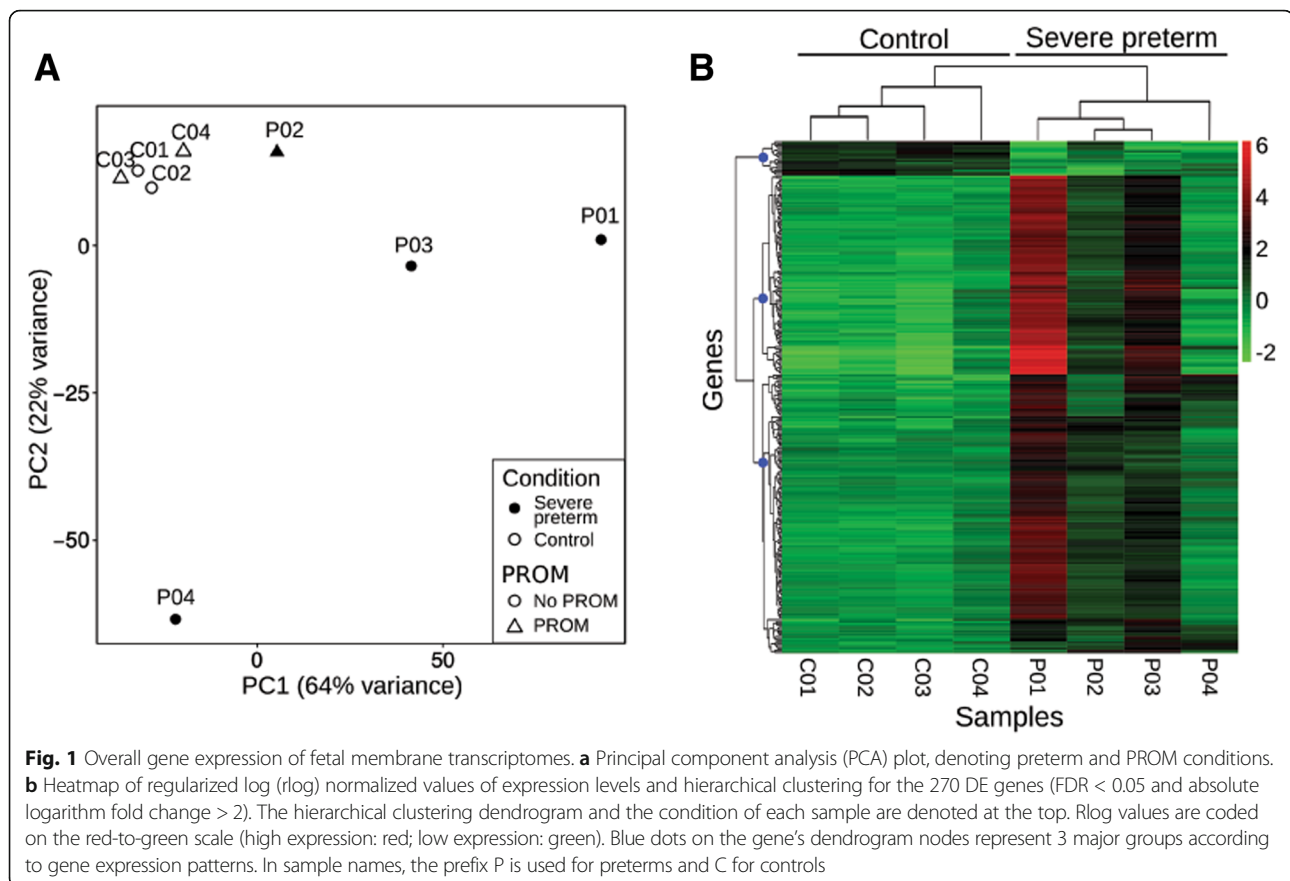 A
C04
P02
C01
C03
C02
P01
P03
P04
0
−25
−50
0
50
PC2 (22% variance)
PC1 (64% variance)
Condition
Severe
preterm
Control
PROM
No PROM
PROM
B
Control
Severe preterm
6
4
2
0
-2
Genes
C01
C02
C03
C04
P01
P02
P03
P04
Samples
Fig. 1 Overall gene expression of fetal membrane transcriptomes. a Principal component analysis (PCA) plot, denoting preterm and PROM conditions.
b Heatmap of regularized log (rlog) normalized values of expression levels and hierarchical clustering for the 270 DE genes (FDR < 0.05 and absolute
logarithm fold change > 2). The hierarchical clustering dendrogram and the condition of each sample are denoted at the top. Rlog values are coded
on the red-to-green scale (high expression: red; low expression: green). Blue dots on the gene's dendrogram nodes represent 3 major groups according
to gene expression patterns. In sample names, the prefix P is used for preterms and C for controls